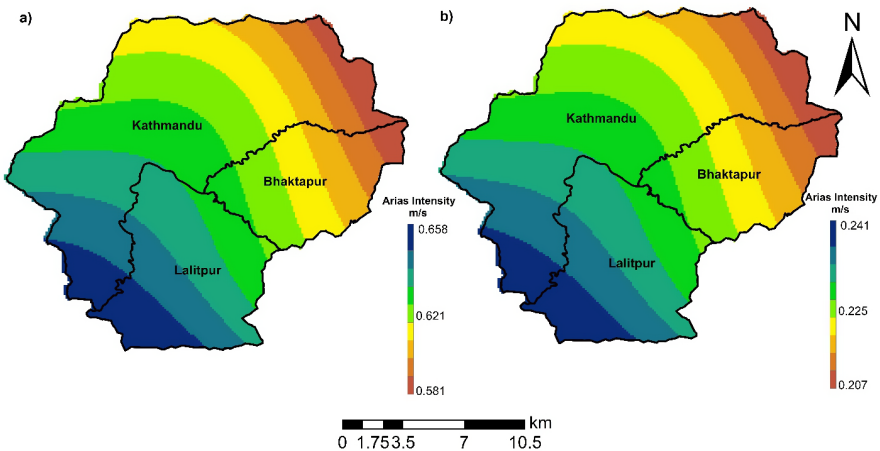 a)
Kathmandu
Bhaktapur
Lalitpur
Arias Intensity
m/s
0.658
0.621
0.581
b)
N
Kathmandu
Bhaktapur
Lalitpur
Arias Intensity
m/s
0.241
0.225
0.207
km
0 1.75 3.5 7 10.5